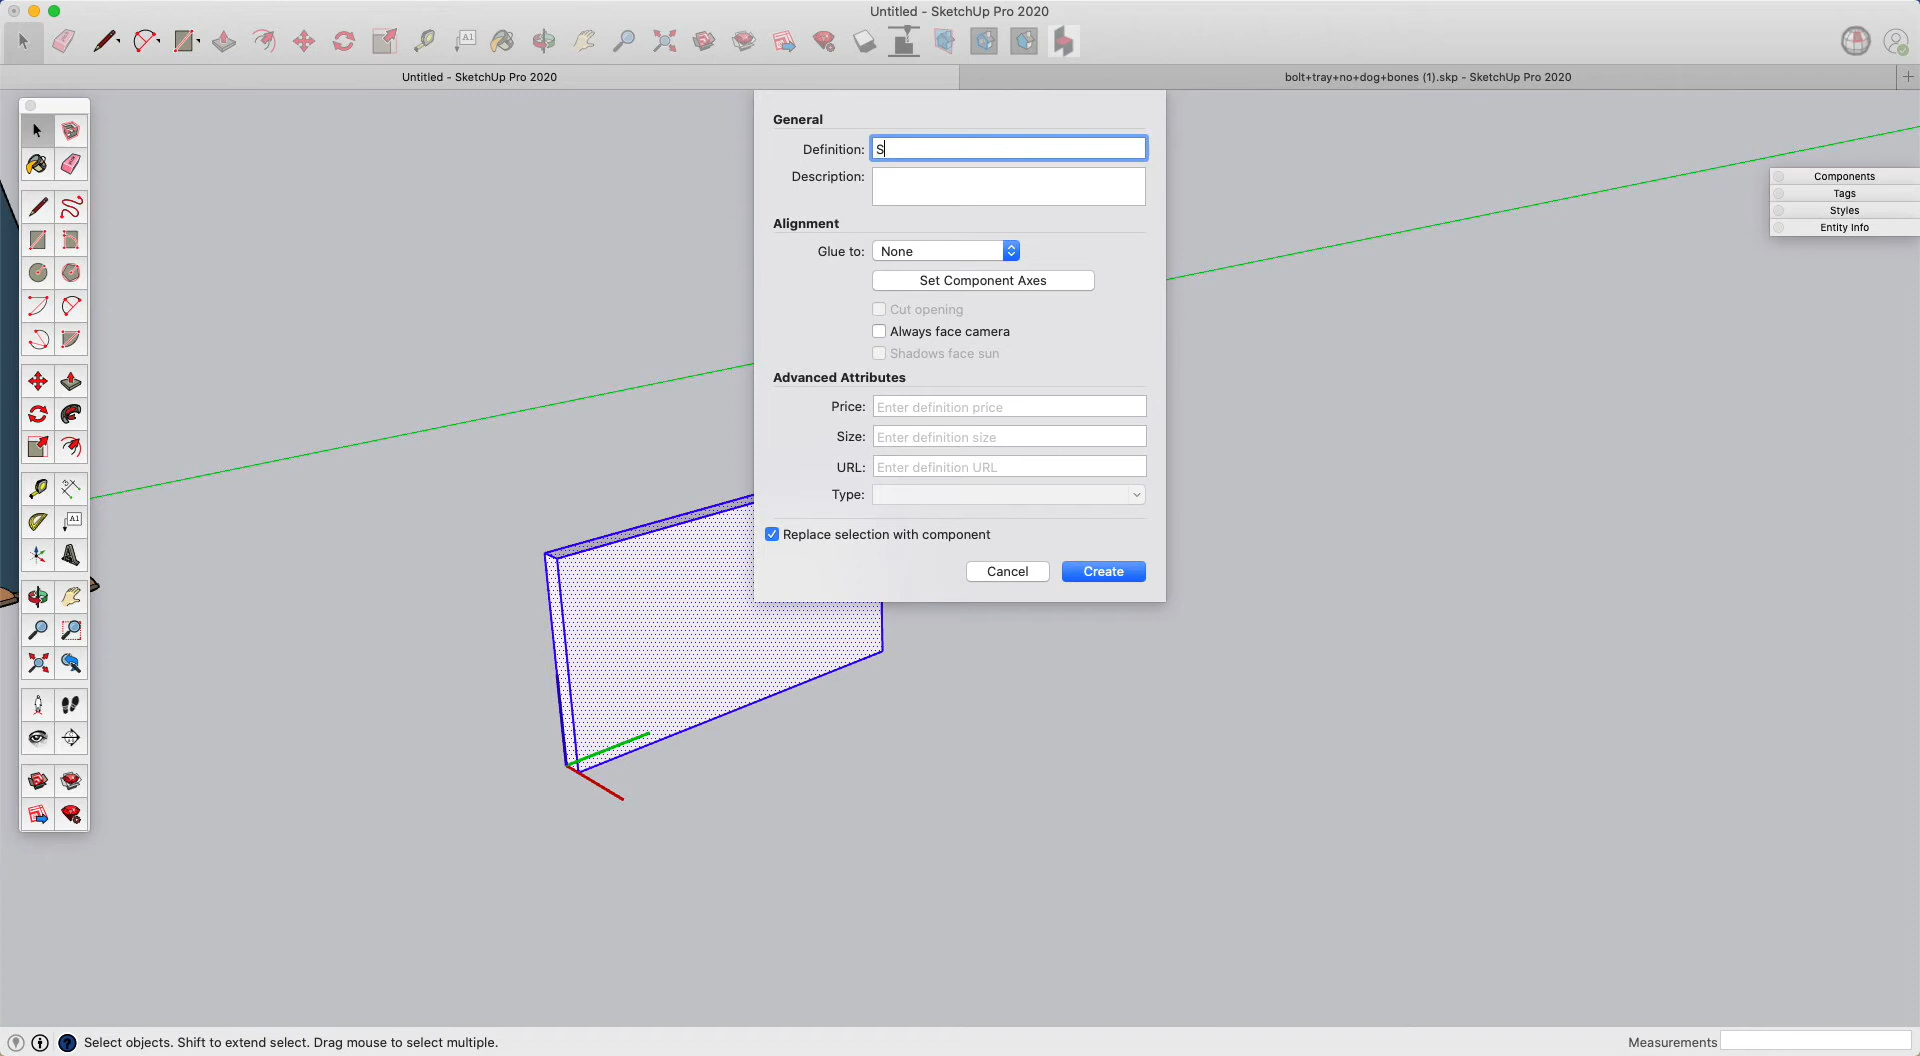 Untitled - SketchUp Pro 2020
A1
Untitled - SketchUp Pro 2020
bolt+tray+no+dog+bones (1).skp - SketchUp Pro 2020
General
Definition: S
Description:
Alignment
Glue to: None
Set Component Axes
Cut opening
Always face camera
Shadows face sun
Advanced Attributes
Price: Enter definition price
Size: Enter definition size
URL: Enter definition URL
Type:
Replace selection with component
Cancel Create
Components
Tags
Styles
Entity Info
A1
Select objects. Shift to extend select. Drag mouse to select multiple.
Measurements